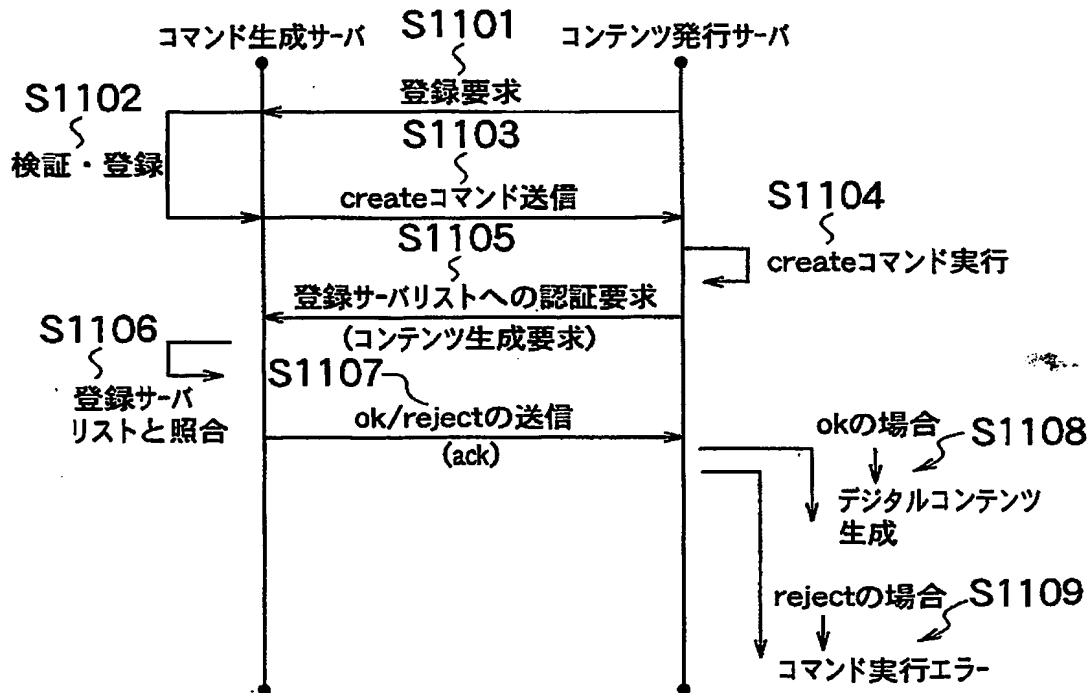 コマンド生成サーバ
S1101
コンテンツ発行サーバ
登録要求
S1102
検証・登録
S1103
createコマンド送信
S1104
createコマンド実行
S1105
登録サーバリストへの認証要求
(コンテンツ生成要求)
S1106
登録サーバ
リストと照合
S1107
ok/rejectの送信
(ack)
okの場合
S1108
デジタルコンテンツ
生成
rejectの場合
S1109
コマンド実行エラー